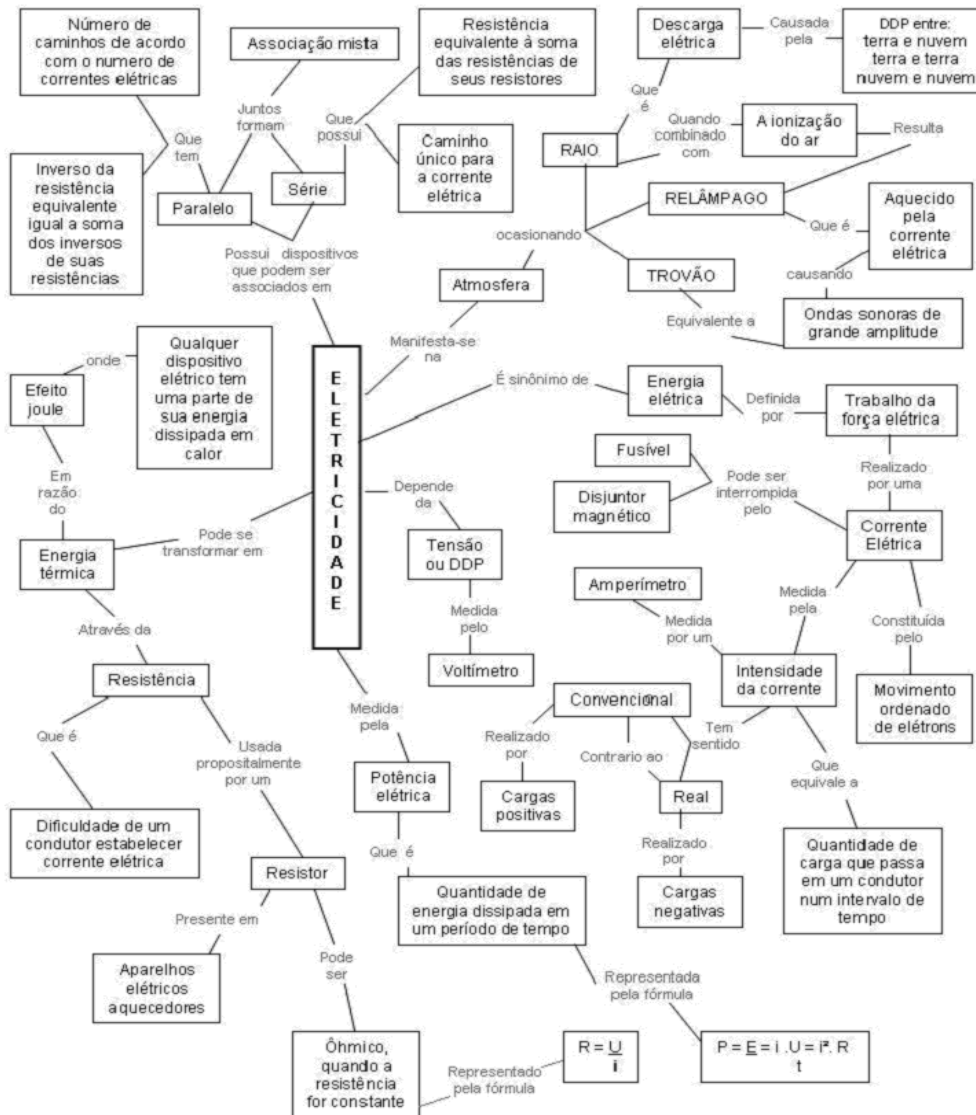 Número de
caminhos de acordo
com o numero de
correntes elétricas
Associação mista
Resistência
equivalente à soma
das resistências de
seus resistores
Descarga
elétrica
Causada
pela
DDP entre:
terra e nuvem
terra e terra
nuvem e nuvem
Que
tem
Juntos
formam
Que
possui
Que
é
Quando
combinado
com
A ionização
do ar
Resulta
Inverso da
resistência
equivalente
igual a soma
dos inversos
de suas
resistências
Paralelo
Série
Caminho
único para
a corrente
elétrica
RAIO
RELÂMPAGO
Que é
Aquecido
pela
corrente
elétrica
Possui dispositivos
que podem ser
associados em
ocasionando
Atmosfera
TROVÃO
causando
Equivalente a
Ondas sonoras de
grande amplitude
Manifesta-se
na
onde
Qualquer
dispositivo
elétrico tem
uma parte de
sua energia
dissipada em
calor
Efeito
joule
ELETRICIDADE
É sinônimo de
Energia
elétrica
Definida
por
Trabalho da
força elétrica
Em
razão
do
Fusível
Disjuntor
magnético
Pode ser
interrompida
pelo
Realizado
por uma
Corrente
Elétrica
Energia
térmica
Pode se
transformar em
Depende
da
Tensão
ou DDP
Medida
pelo
Voltímetro
Amperímetro
Medida
por um
Medida
pela
Constituída
pelo
Através da
Resistência
Intensidade
da corrente
Movimento
ordenado
de elétrons
Que é
Usada
propositalmente
por um
Medida
pela
Convencional
Realizado
por
Contrario ao
Tem
sentido
Que
equivale a
Potência
elétrica
Cargas
positivas
Real
Dificuldade de um
condutor estabelecer
corrente elétrica
Resistor
Que é
Realizado
por
Quantidade de
carga que passa
em um condutor
num intervalo de
tempo
Quantidade de
energia dissipada em
um período de tempo
Cargas
negativas
Presente em
Aparelhos
elétricos
aquecedores
Pode
ser
Representada
pela fórmula
Ôhmico,
quando a
resistência
for constante
Representado
pela fórmula
R = U
i
P = E = i .U = i². R
t